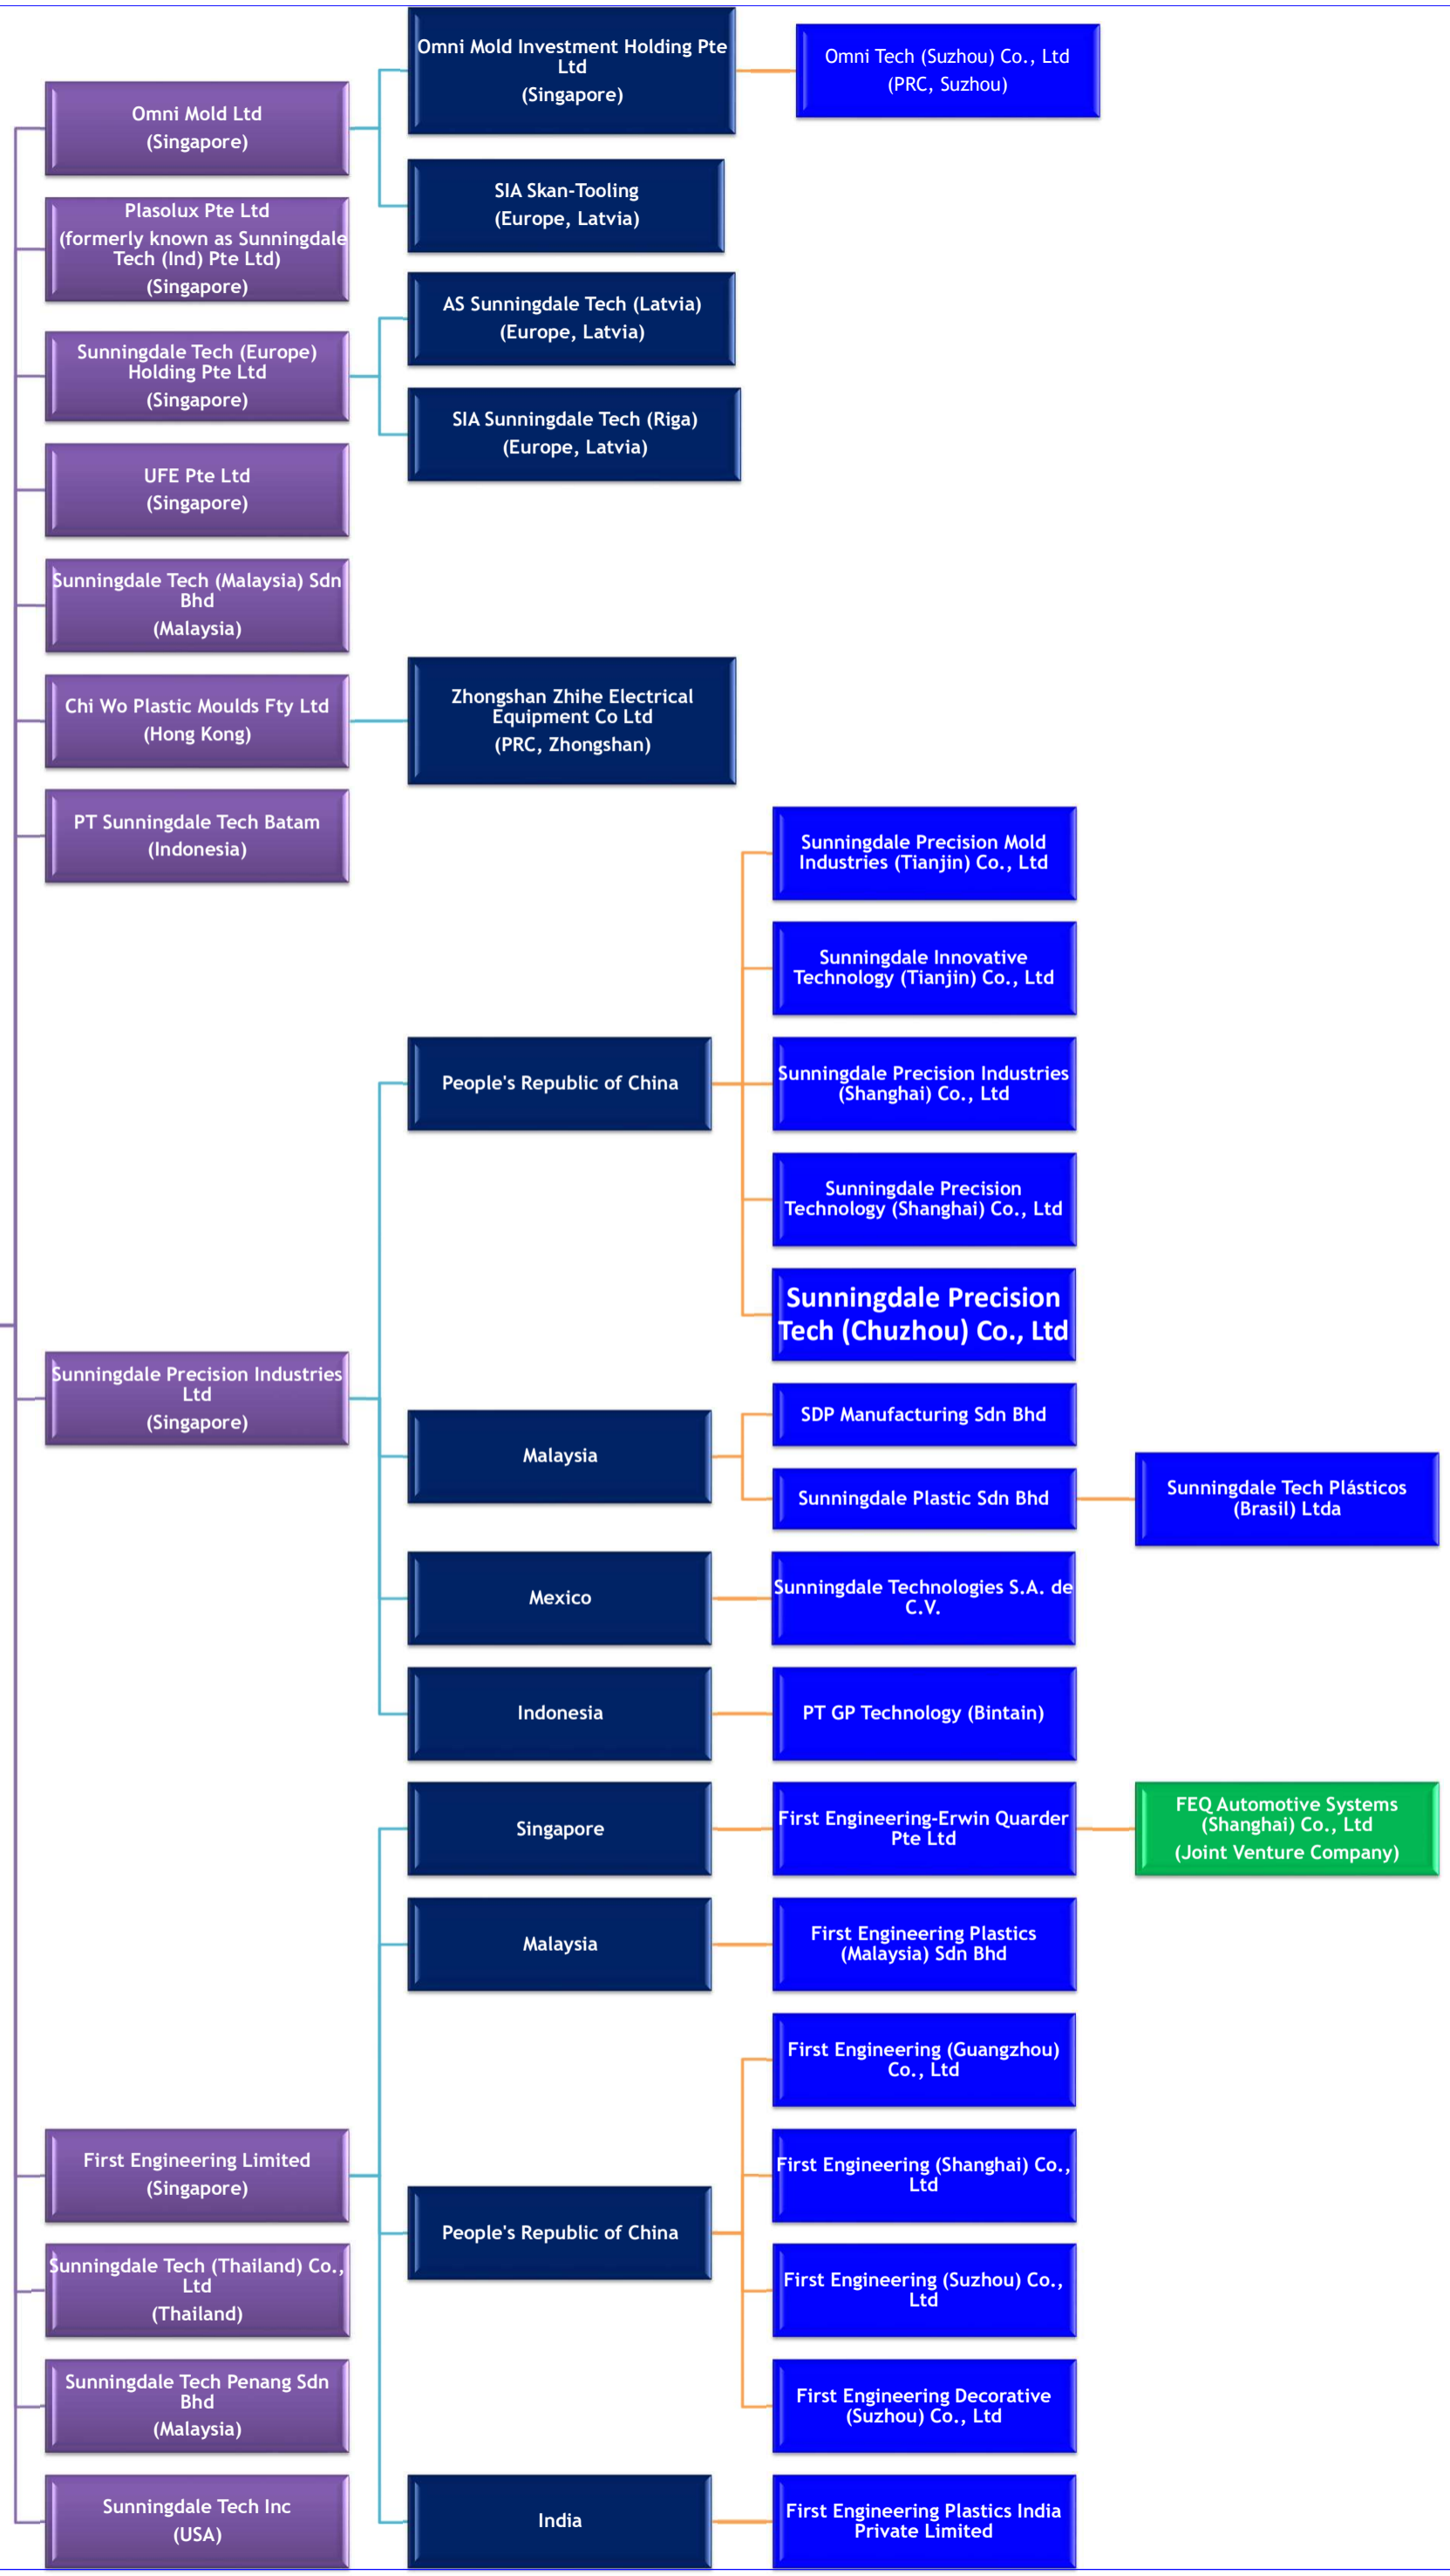 Omni Mold Ltd
(Singapore)
Omni Mold Investment Holding Pte
Ltd
(Singapore)
Omni Tech (Suzhou) Co., Ltd
(PRC, Suzhou)
SIA Skan-Tooling
(Europe, Latvia)
Plasolux Pte Ltd
(formerly known as Sunningdale
Tech (Ind) Pte Ltd)
(Singapore)
Sunningdale Tech (Europe)
Holding Pte Ltd
(Singapore)
AS Sunningdale Tech (Latvia)
(Europe, Latvia)
SIA Sunningdale Tech (Riga)
(Europe, Latvia)
UFE Pte Ltd
(Singapore)
Sunningdale Tech (Malaysia) Sdn
Bhd
(Malaysia)
Chi Wo Plastic Moulds Fty Ltd
(Hong Kong)
Zhongshan Zhihe Electrical
Equipment Co Ltd
(PRC, Zhongshan)
PT Sunningdale Tech Batam
(Indonesia)
Sunningdale Precision Industries
Ltd
(Singapore)
People's Republic of China
Sunningdale Precision Mold
Industries (Tianjin) Co., Ltd
Sunningdale Innovative
Technology (Tianjin) Co., Ltd
Sunningdale Precision Industries
(Shanghai) Co., Ltd
Sunningdale Precision
Technology (Shanghai) Co., Ltd
Sunningdale Precision
Tech (Chuzhou) Co., Ltd
Malaysia
SDP Manufacturing Sdn Bhd
Sunningdale Plastic Sdn Bhd
Sunningdale Tech Plásticos
(Brasil) Ltda
Mexico
Sunningdale Technologies S.A. de
C.V.
Indonesia
PT GP Technology (Bintain)
First Engineering Limited
(Singapore)
Singapore
First Engineering-Erwin Quarder
Pte Ltd
FEQ Automotive Systems
(Shanghai) Co., Ltd
(Joint Venture Company)
Malaysia
First Engineering Plastics
(Malaysia) Sdn Bhd
People's Republic of China
First Engineering (Guangzhou)
Co., Ltd
First Engineering (Shanghai) Co.,
Ltd
First Engineering (Suzhou) Co.,
Ltd
First Engineering Decorative
(Suzhou) Co., Ltd
India
First Engineering Plastics India
Private Limited
Sunningdale Tech (Thailand) Co.,
Ltd
(Thailand)
Sunningdale Tech Penang Sdn
Bhd
(Malaysia)
Sunningdale Tech Inc
(USA)